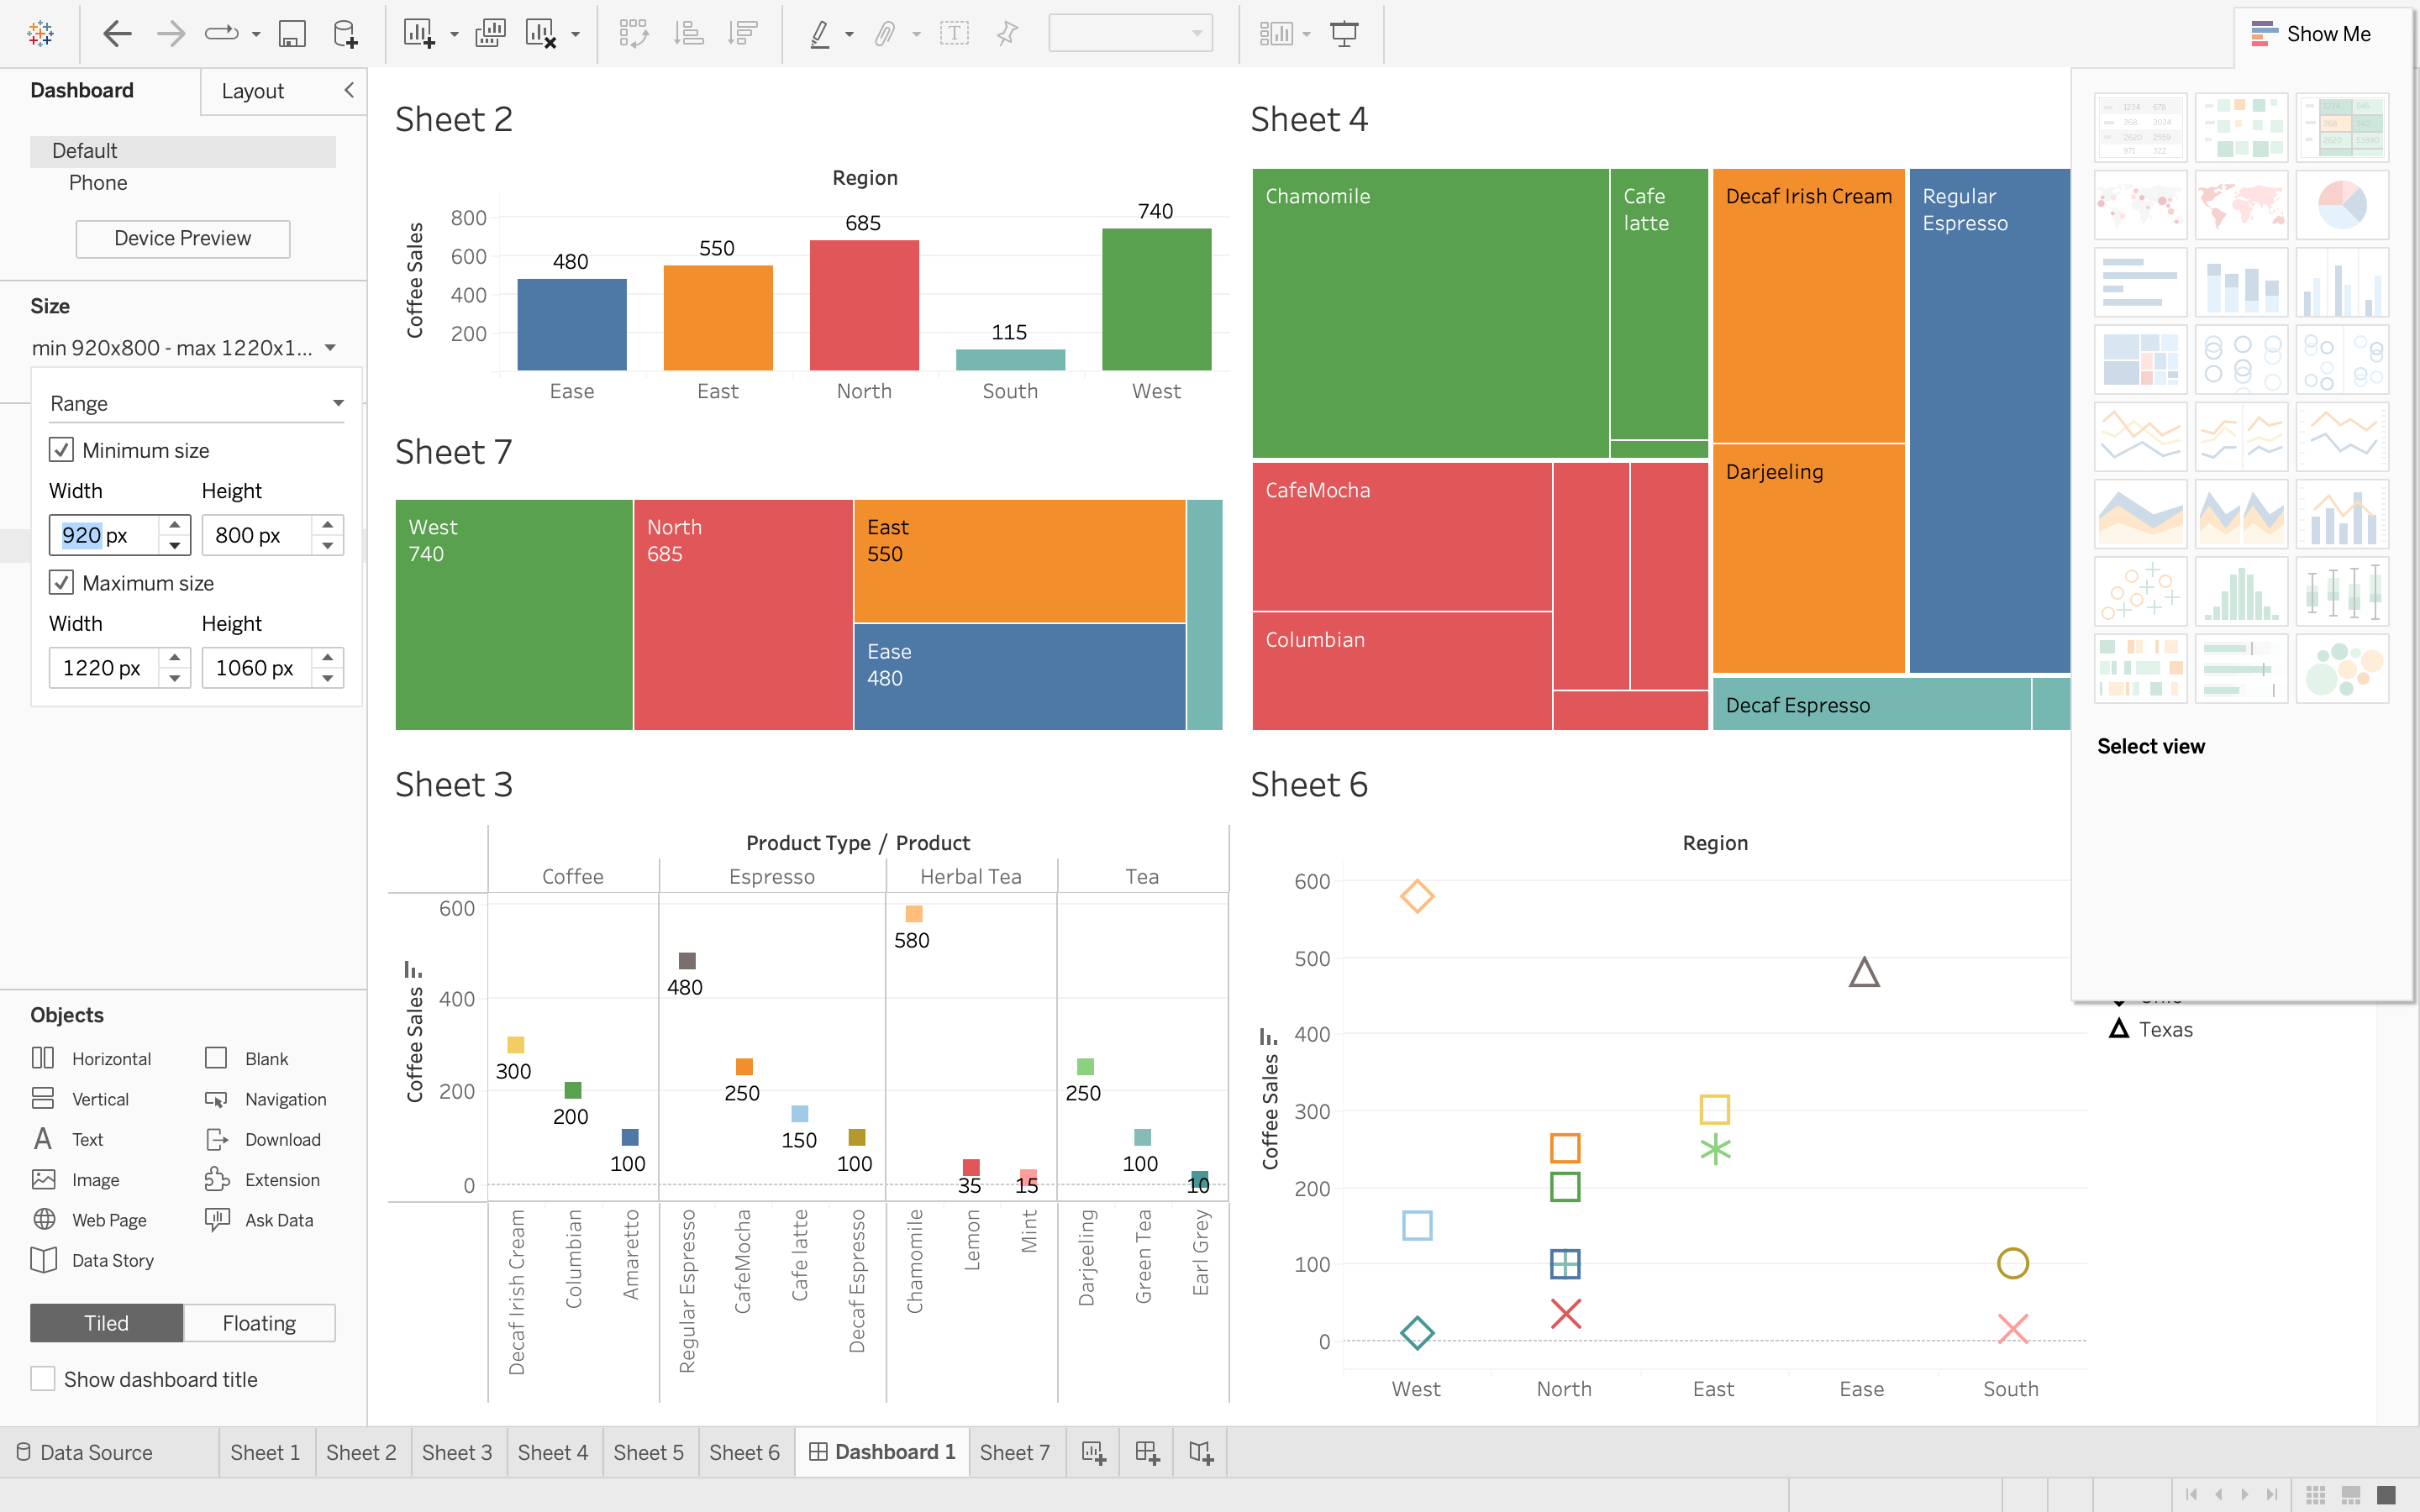 Show Me
Dashboard
Layout
Default
Phone
Device Preview
Size
min 920x800 - max 1220x1...
Range
Minimum size
Width Height
920 px 800 px
Maximum size
Width Height
1220 px 1060 px
Objects
Horizontal Blank
Vertical Navigation
Text Download
Image Extension
Web Page Ask Data
Data Story
Tiled Floating
Show dashboard title
Sheet 2
Region
Coffee Sales
800
600
400
200
480
550
685
115
740
Ease East North South West
Sheet 7
West
740
North
685
East
550
Ease
480
Sheet 4
Chamomile
Cafe
latte
Decaf Irish Cream
Regular
Espresso
CafeMocha
Darjeeling
Columbian
Decaf Espresso
Sheet 3
Product Type / Product
Coffee Espresso Herbal Tea Tea
Coffee Sales
600
400
200
0
300
200
100
480
250
150
100
580
35
15
250
100
10
Decaf Irish Cream
Columbian
Amaretto
Regular Espresso
CafeMocha
Cafe latte
Decaf Espresso
Chamomile
Lemon
Mint
Darjeeling
Green Tea
Earl Grey
Sheet 6
Region
Coffee Sales
600
500
400
300
200
100
0
West North East Ease South
1234 678
368 3034
2620 2559
971 322
Select view
Texas
Data Source Sheet 1 Sheet 2 Sheet 3 Sheet 4 Sheet 5 Sheet 6 Dashboard 1 Sheet 7